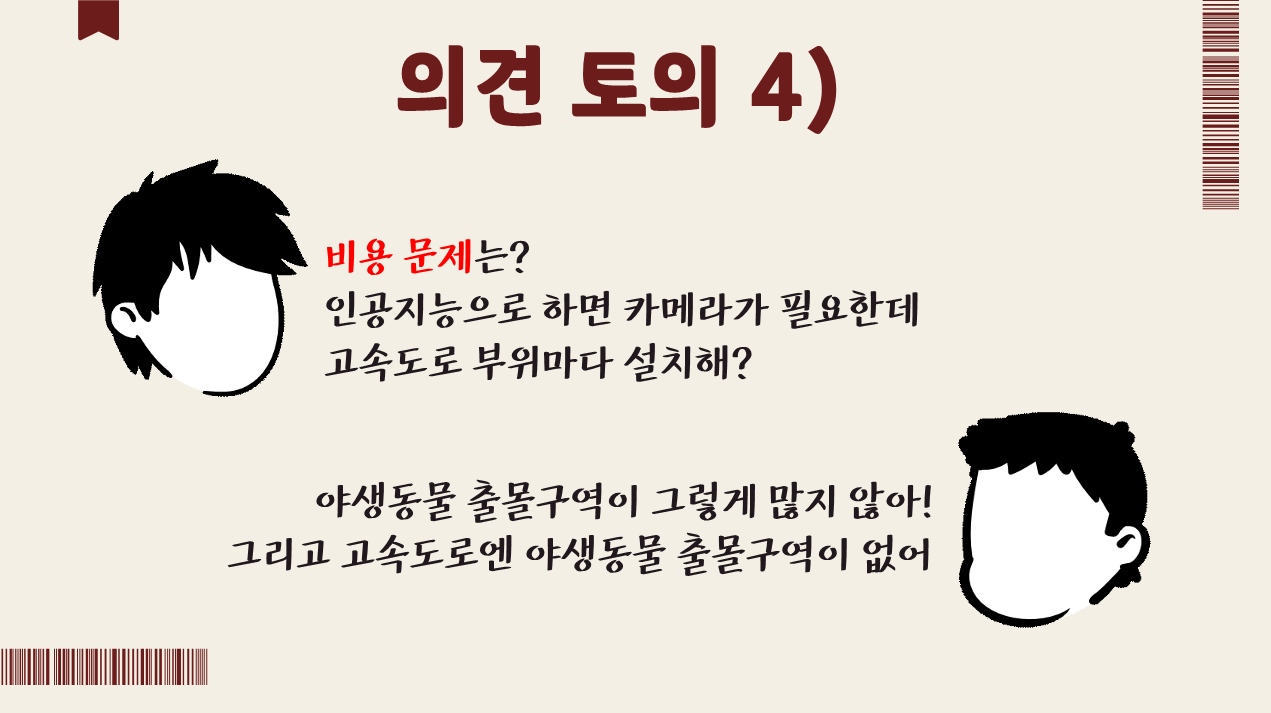 의견 토의 4)
비용 문제는?
인공지능으로 하면 카메라가 필요한데
고속도로 부위마다 설치해?
야생동물 출몰구역이 그렇게 많지 않아!
그리고 고속도로엔 야생동물 출몰구역이 없어